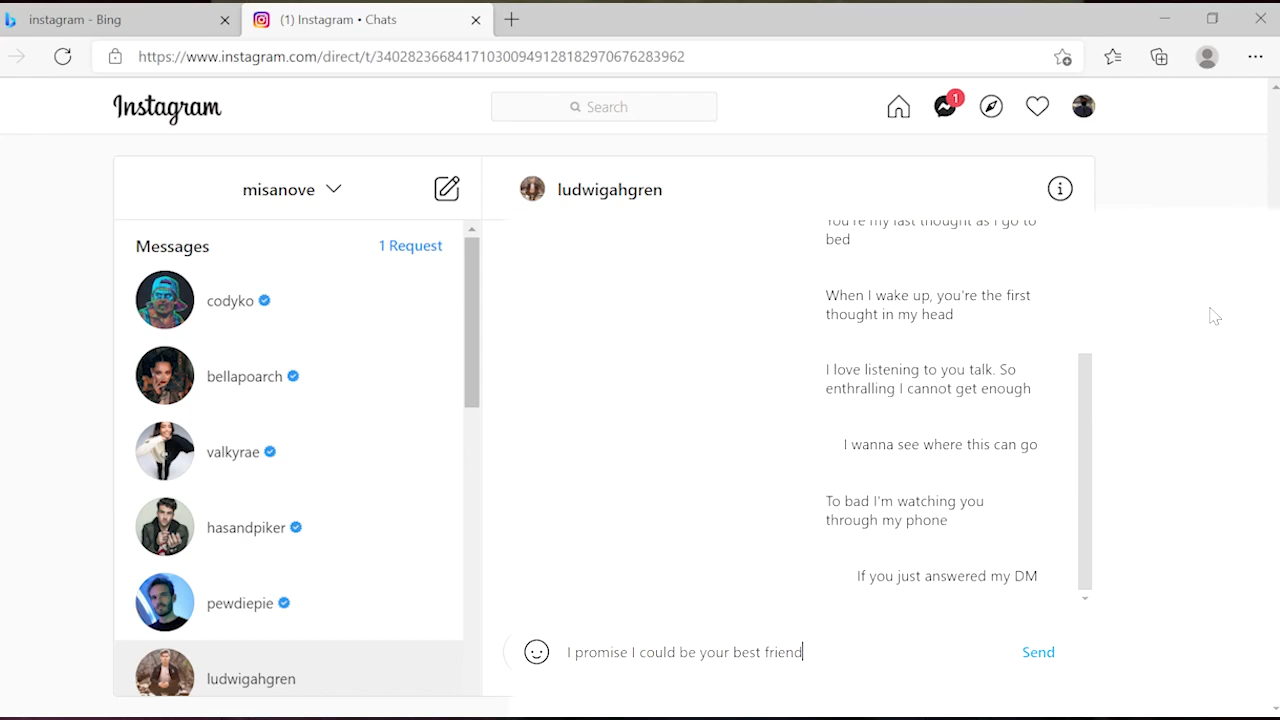 instagram - Bing
(1) Instagram • Chats
https://www.instagram.com/direct/t/340282366841710300949128182970676283962
Instagram
Search
1
misanove
ludwigahgren
Messages
1 Request
codyko
bellapoarch
valkyrae
hasandpiker
pewdiepie
ludwigahgren
You're my last thought as I go to
bed
When I wake up, you're the first
thought in my head
I love listening to you talk. So
enthralling I cannot get enough
I wanna see where this can go
To bad I'm watching you
through my phone
If you just answered my DM
I promise I could be your best friend
Send